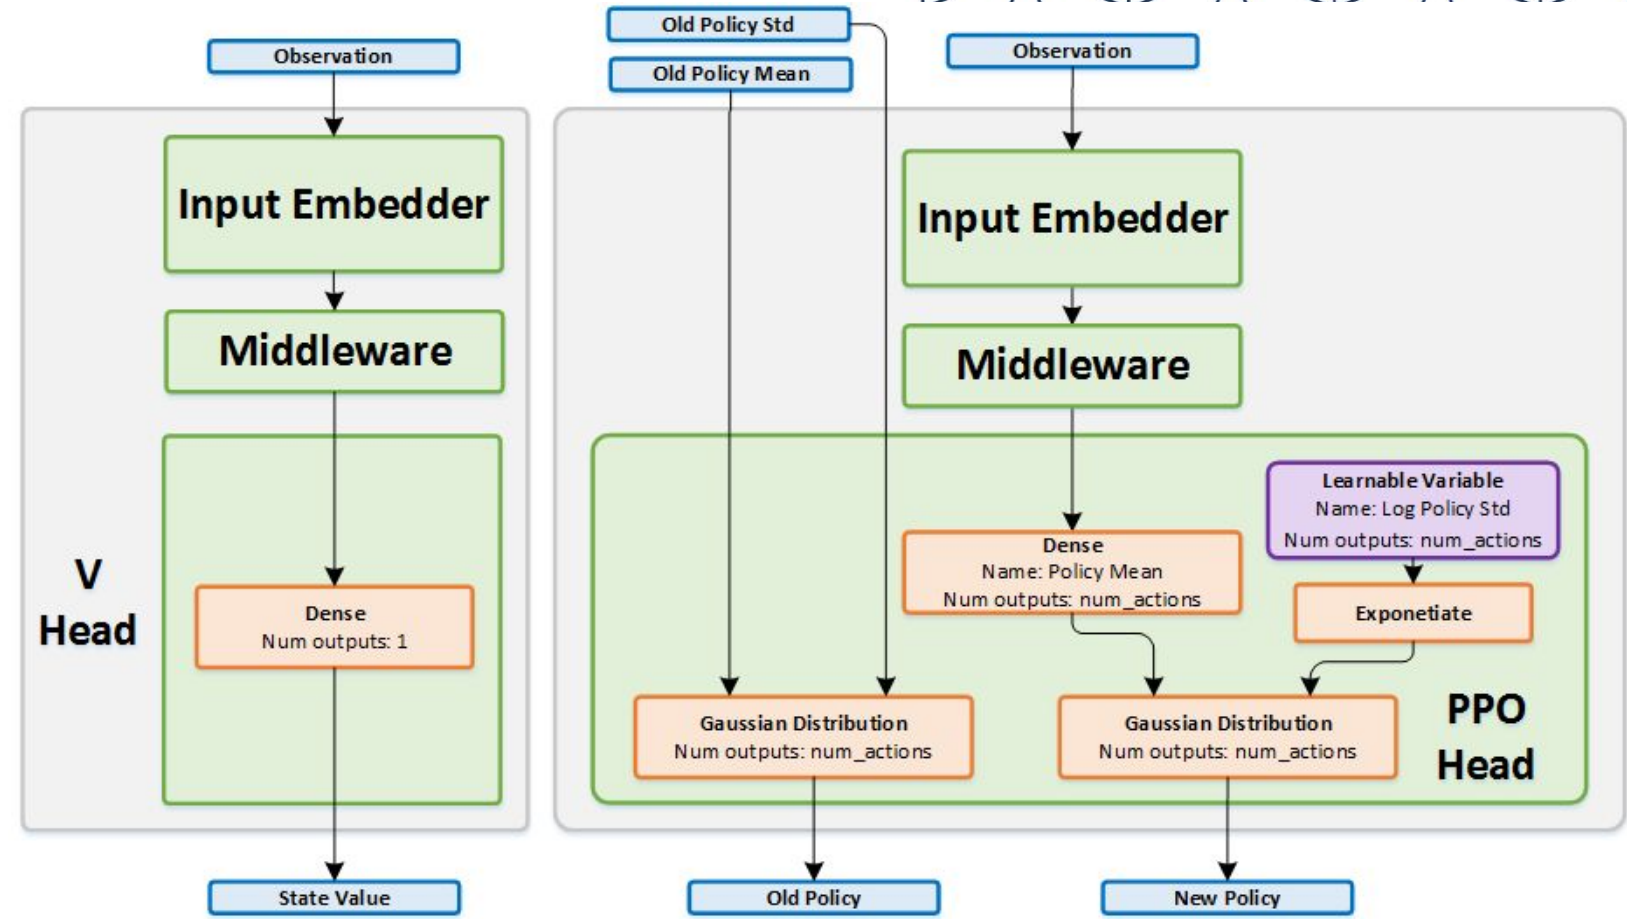 Observation
Input Embedder
Middleware
V
Head
Dense
Num outputs: 1
State Value
Old Policy Std
Old Policy Mean
Observation
Input Embedder
Middleware
Learnable Variable
Name: Log Policy Std
Num outputs: num_actions
Dense
Name: Policy Mean
Num outputs: num_actions
Exponetiate
Gaussian Distribution
Num outputs: num_actions
Gaussian Distribution
Num outputs: num_actions
PPO
Head
Old Policy
New Policy